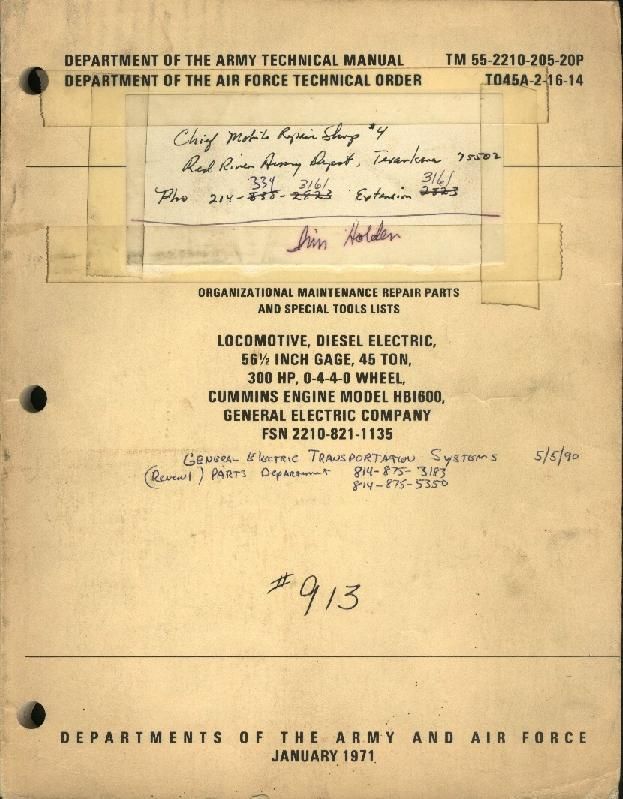 DEPARTMENT OF THE ARMY TECHNICAL MANUAL TM 55-2210-205-20P
DEPARTMENT OF THE AIR FORCE TECHNICAL ORDER TO45A-2-16-14
Chief Mobile Repair Shop #4
Red River Army Depot, Texarkana 75502
334 3161 3161
Pho 214-838-2823 Extension 2823
Jim Holden
ORGANIZATIONAL MAINTENANCE REPAIR PARTS
AND SPECIAL TOOLS LISTS
LOCOMOTIVE, DIESEL ELECTRIC,
56½ INCH GAGE, 45 TON,
300 HP, 0-4-4-0 WHEEL,
CUMMINS ENGINE MODEL HBI600,
GENERAL ELECTRIC COMPANY
FSN 2210-821-1135
GENERAL ELECTRIC TRANSPORTATION SYSTEMS 5/5/90
PARTS Department 814-875-3183
814-875-5350
#913
DEPARTMENTS OF THE ARMY AND AIR FORCE
JANUARY 1971